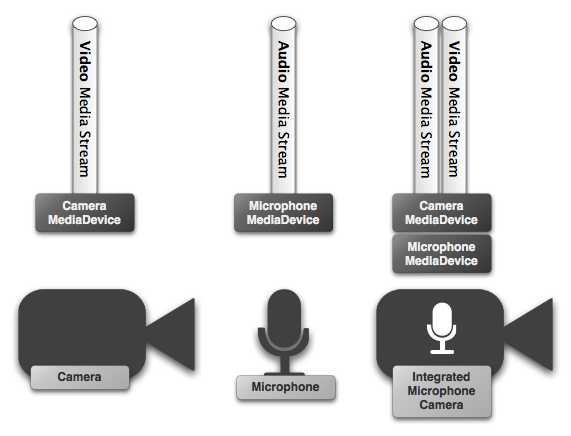 Video Media Stream
Audio Media Stream
Audio Media Stream
Video Media Stream
Camera
MediaDevice
Microphone
MediaDevice
Camera
MediaDevice
Microphone
MediaDevice
Camera
Microphone
Integrated
Microphone
Camera